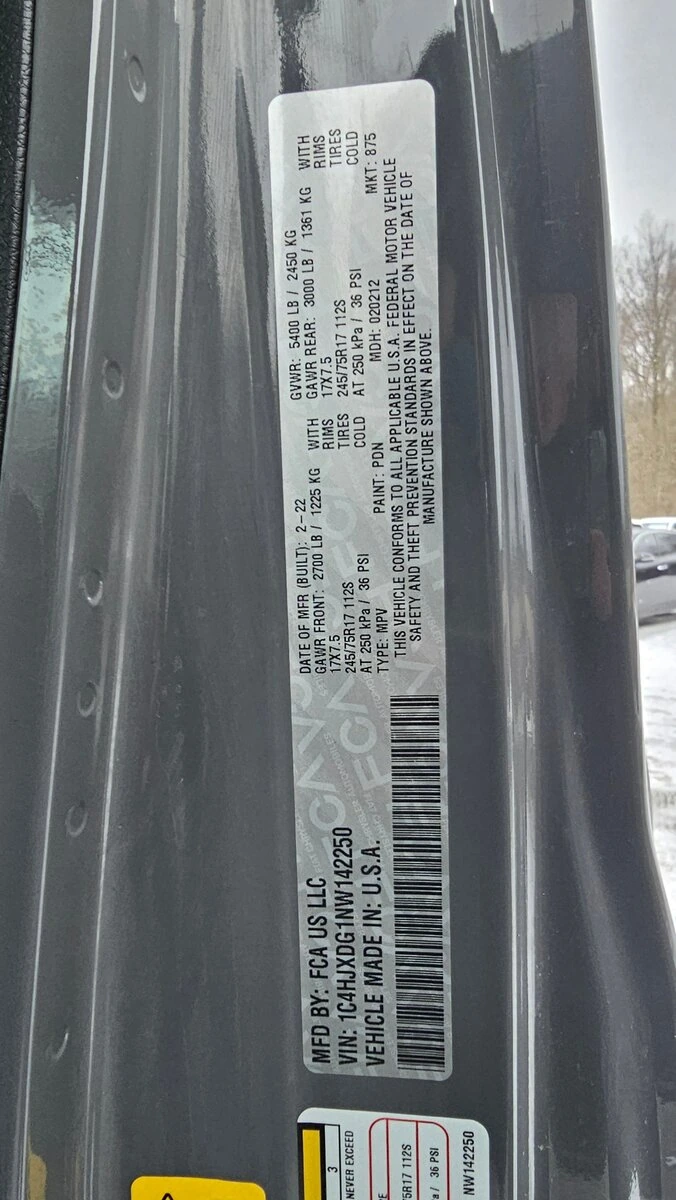 MFD BY: FCA US LLC
VIN: 1C4HJXDG1NW142250
VEHICLE MADE IN: U.S.A.
DATE OF MFR (BUILT): 2-22
GAWR FRONT: 2700 LB / 1225 KG WITH
17X7.5 RIMS
245/75R17 112S TIRES
AT 250 kPa / 36 PSI COLD
GVWR: 5400 LB / 2450 KG
GAWR REAR: 3000 LB / 1361 KG WITH
17X7.5 RIMS
245/75R17 112S TIRES
AT 250 kPa / 36 PSI COLD
TYPE: MPV PAINT: PDN MDH: 020212 MKT: 875
THIS VEHICLE CONFORMS TO ALL APPLICABLE U.S.A. FEDERAL MOTOR VEHICLE
SAFETY AND THEFT PREVENTION STANDARDS IN EFFECT ON THE DATE OF
MANUFACTURE SHOWN ABOVE.
3
NEVER EXCEED
5R17 112S
/ 36 PSI
NW142250